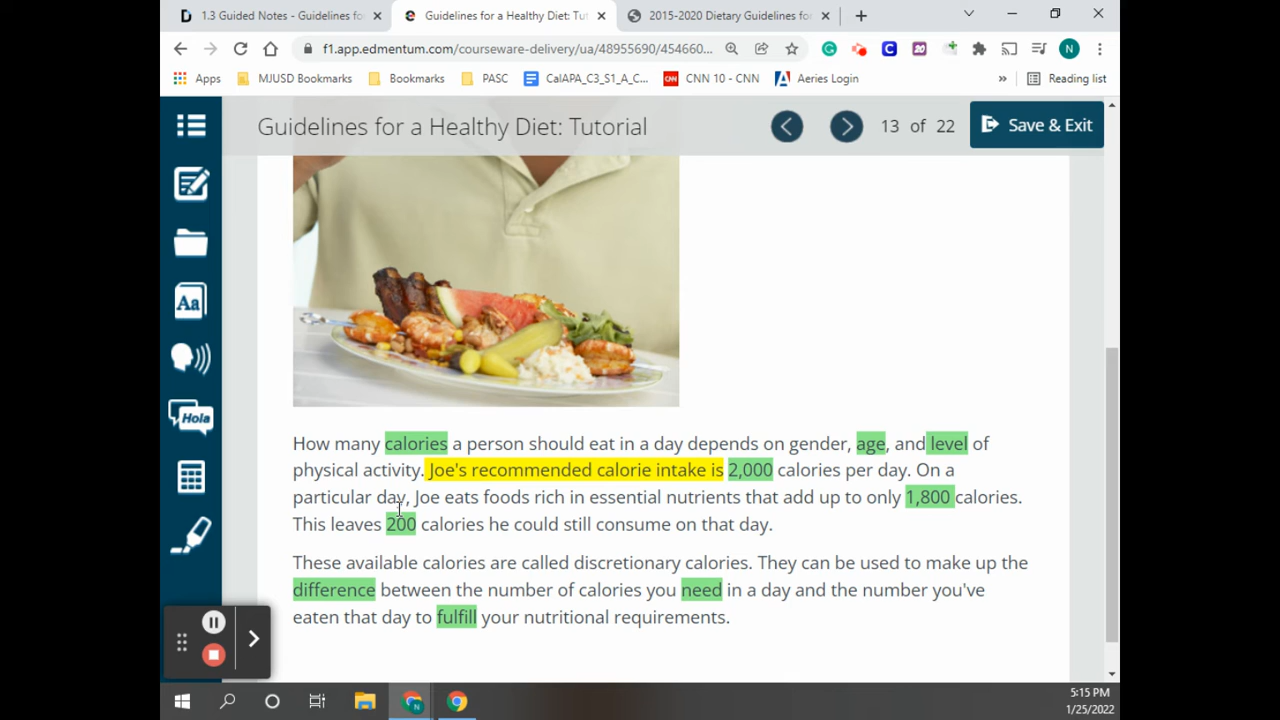 1.3 Guided Notes - Guidelines fo
Guidelines for a Healthy Diet: Tut
2015-2020 Dietary Guidelines fo
f1.app.edmentum.com/courseware-delivery/ua/48955690/454660...
Apps
MJUSD Bookmarks
Bookmarks
PASC
CalAPA_C3_S1_A_C...
CNN 10 - CNN
Aeries Login
»
Reading list
Guidelines for a Healthy Diet: Tutorial
13 of 22
Save & Exit
Aa
Hola
How many calories a person should eat in a day depends on gender, age, and level of
physical activity. Joe's recommended calorie intake is 2,000 calories per day. On a
particular day, Joe eats foods rich in essential nutrients that add up to only 1,800 calories.
This leaves 200 calories he could still consume on that day.
These available calories are called discretionary calories. They can be used to make up the
difference between the number of calories you need in a day and the number you've
eaten that day to fulfill your nutritional requirements.
5:15 PM
1/25/2022